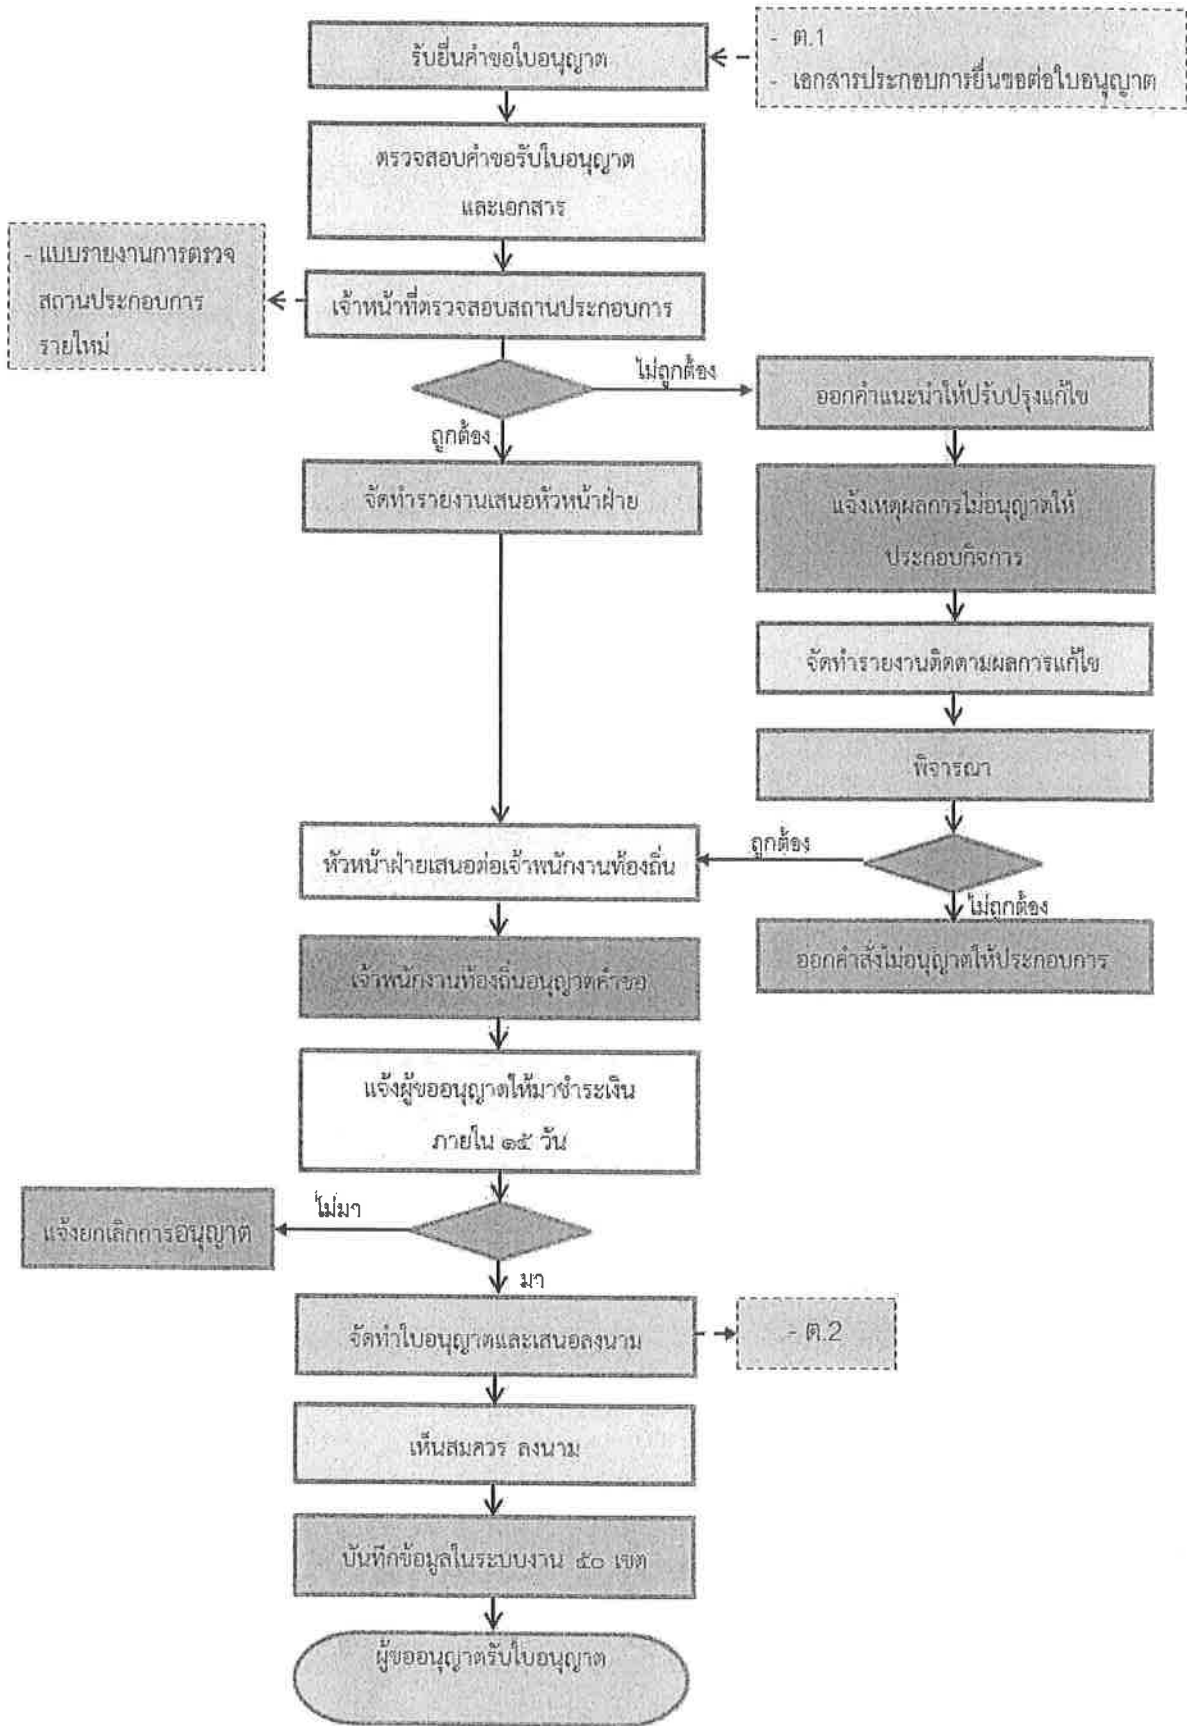 รับยื่นคำขอใบอนุญาต
- ต.1
- เอกสารประกอบการยื่นขอต่อใบอนุญาต
ตรวจสอบคำขอรับใบอนุญาต
และเอกสาร
- แบบรายงานการตรวจ
สถานประกอบการ
รายใหม่
เจ้าหน้าที่ตรวจสอบสถานประกอบการ
ไม่ถูกต้อง
ออกคำแนะนำให้ปรับปรุงแก้ไข
ถูกต้อง
จัดทำรายงานเสนอหัวหน้าฝ่าย
แจ้งเหตุผลการไม่อนุญาตให้
ประกอบกิจการ
จัดทำรายงานติดตามผลการแก้ไข
พิจารณา
ถูกต้อง
หัวหน้าฝ่ายเสนอต่อเจ้าพนักงานท้องถิ่น
ไม่ถูกต้อง
ออกคำสั่งไม่อนุญาตให้ประกอบการ
เจ้าพนักงานท้องถิ่นอนุญาตคำขอ
แจ้งผู้ขออนุญาตให้มาชำระเงิน
ภายใน ๑๕ วัน
ไม่มา
แจ้งยกเลิกการอนุญาต
มา
จัดทำใบอนุญาตและเสนอลงนาม
- ต.2
เห็นสมควร ลงนาม
บันทึกข้อมูลในระบบงาน ๕๐ เขต
ผู้ขออนุญาตรับใบอนุญาต